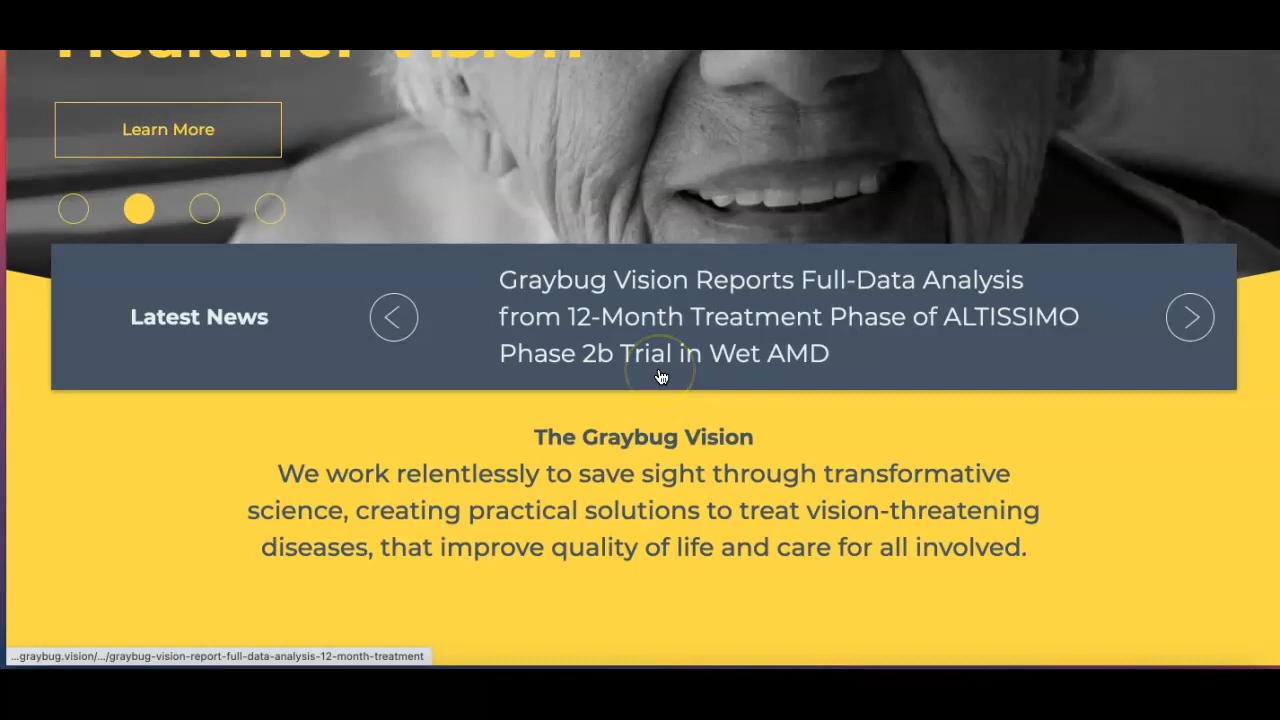 Healthier Vision
Learn More
Latest News
Graybug Vision Reports Full-Data Analysis
from 12-Month Treatment Phase of ALTISSIMO
Phase 2b Trial in Wet AMD
The Graybug Vision
We work relentlessly to save sight through transformative
science, creating practical solutions to treat vision-threatening
diseases, that improve quality of life and care for all involved.
...graybug.vision/.../graybug-vision-report-full-data-analysis-12-month-treatment